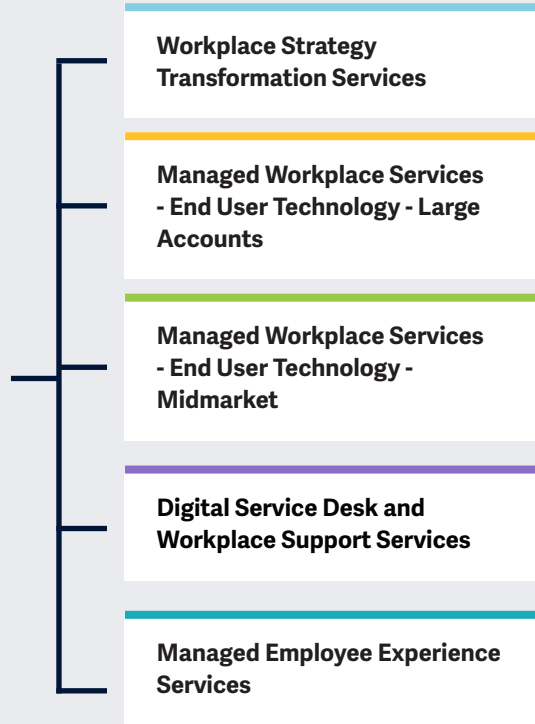 Workplace Strategy
Transformation Services
Managed Workplace Services
- End User Technology - Large
Accounts
Managed Workplace Services
- End User Technology -
Midmarket
Digital Service Desk and
Workplace Support Services
Managed Employee Experience
Services